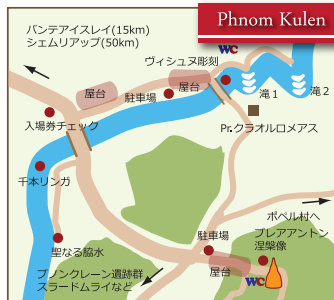 Phnom Kulen
バンテアイスレイ(15km)
シェムリアップ(50km)
WC
ヴィシュヌ彫刻
屋台
駐車場
屋台
滝1
滝2
入場券チェック
Pr.クラオルロメアス
千本リンガ
ポペル村へ
駐車場
プレアアントン
涅槃像
聖なる脇水
屋台
WC
プノンクレーン遺跡群
スラードムライなど